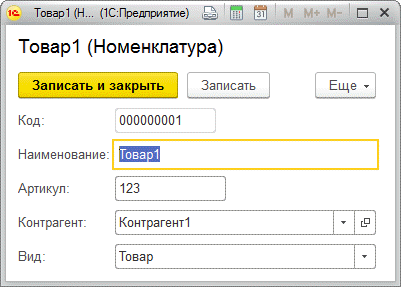 Товар1 (Н... (1С:Предприятие) M M+ M-
Товар1 (Номенклатура)
Записать и закрыть Записать Еще
Код: 000000001
Наименование: Товар1
Артикул: 123
Контрагент: Контрагент1
Вид: Товар